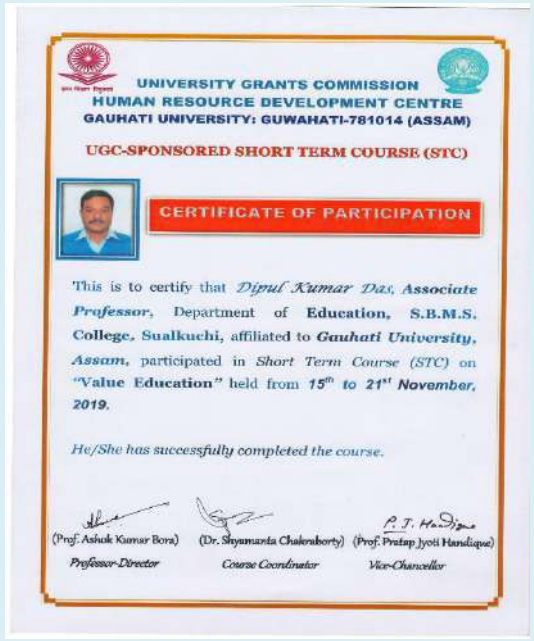 UNIVERSITY GRANTS COMMISSION
HUMAN RESOURCE DEVELOPMENT CENTRE
GAUHATI UNIVERSITY: GUWAHATI-781014 (ASSAM)
UGC-SPONSORED SHORT TERM COURSE (STC)
CERTIFICATE OF PARTICIPATION
This is to certify that Dipul Kumar Das, Associate
Professor, Department of Education, S.B.M.S.
College, Sualkuchi, affiliated to Gauhati University,
Assam, participated in Short Term Course (STC) on
"Value Education" held from 15th to 21st November,
2019.
He/She has successfully completed the course.
P. J. Handique
(Prof. Ashok Kumar Bora) (Dr. Shyamanta Chakraborty) (Prof. Pratap Jyoti Handique)
Professor-Director Course Coordinator Vice-Chancellor